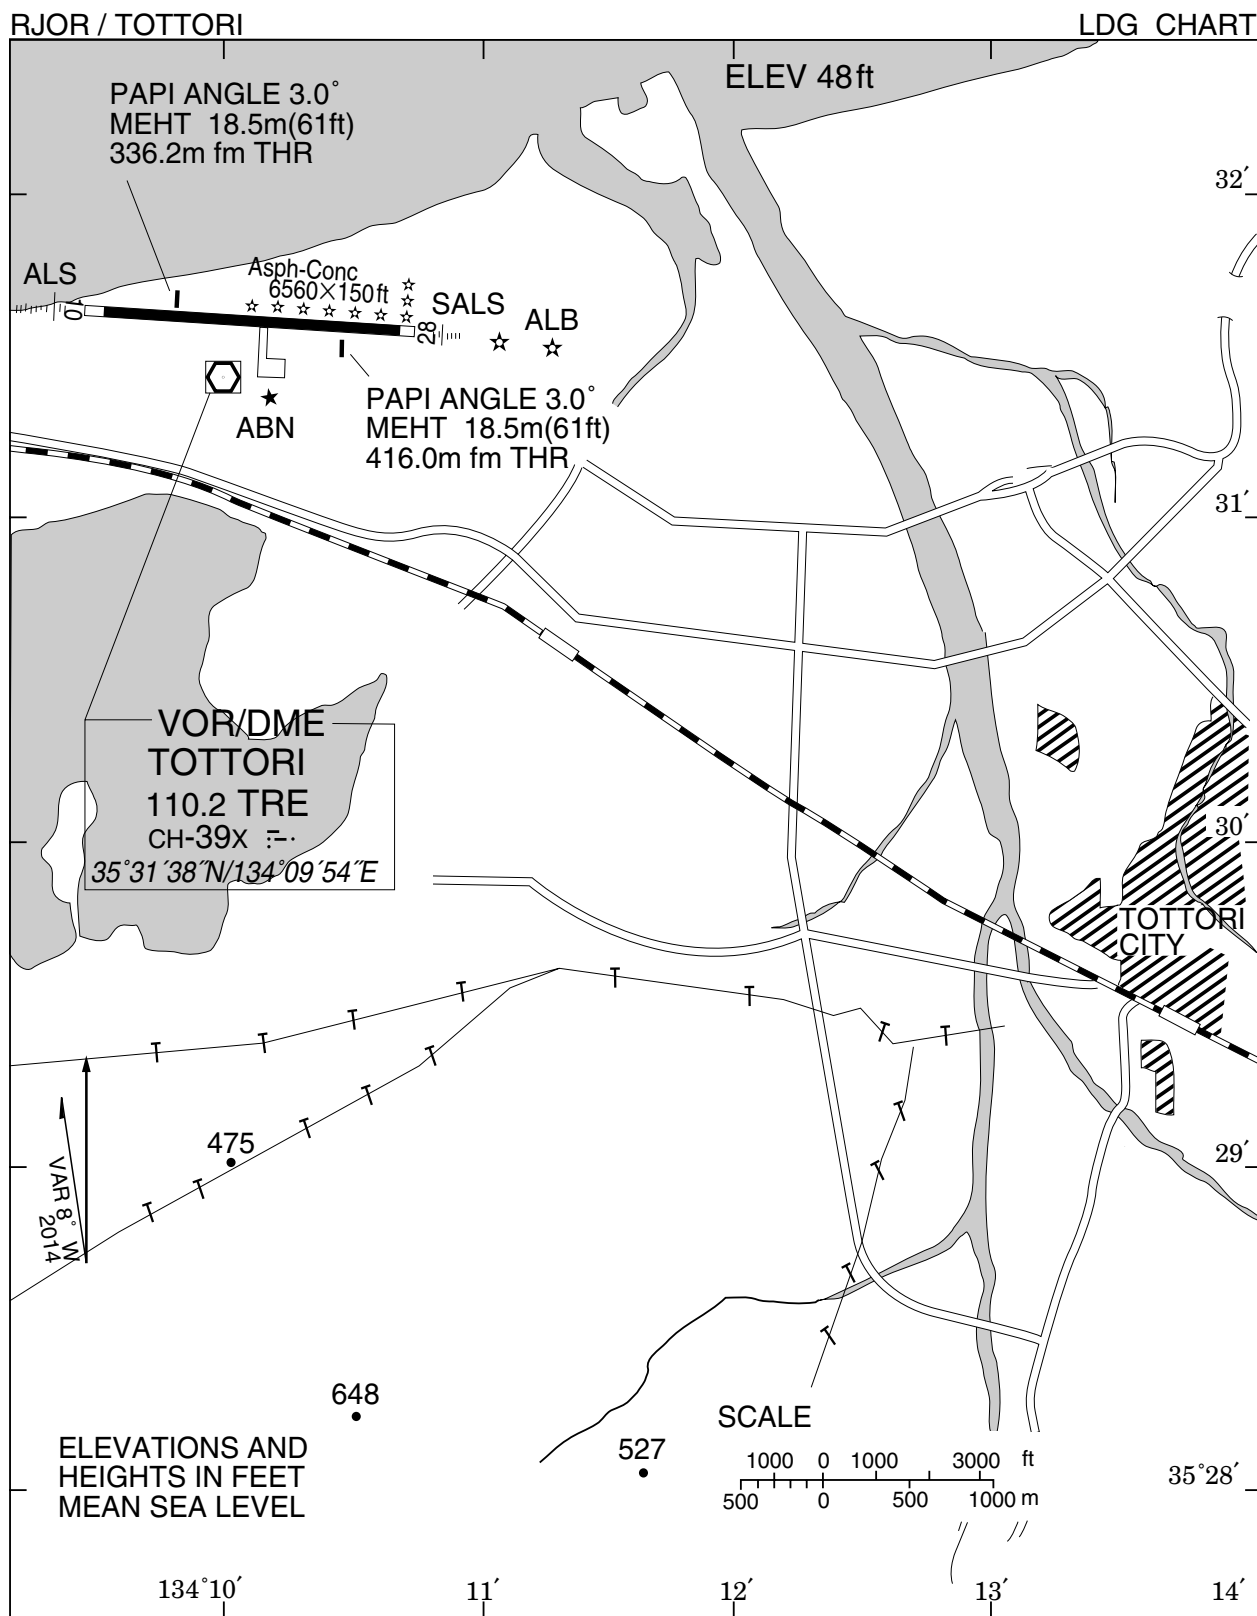 RJOR / TOTTORI
LDG CHART
ELEV 48ft
PAPI ANGLE 3.0°
MEHT 18.5m(61ft)
336.2m fm THR
32′
ALS
Asph-Conc
6560×150ft
SALS
ALB
10
28
ABN
PAPI ANGLE 3.0°
MEHT 18.5m(61ft)
416.0m fm THR
31′
VOR/DME
TOTTORI
110.2 TRE
CH-39X
35°31′38″N/134°09′54″E
30′
TOTTORI
CITY
29′
475
VAR 8° W
2014
648
527
ELEVATIONS AND
HEIGHTS IN FEET
MEAN SEA LEVEL
SCALE
1000 0 1000 3000 ft
500 0 500 1000 m
35°28′
134°10′ 11′ 12′ 13′ 14′